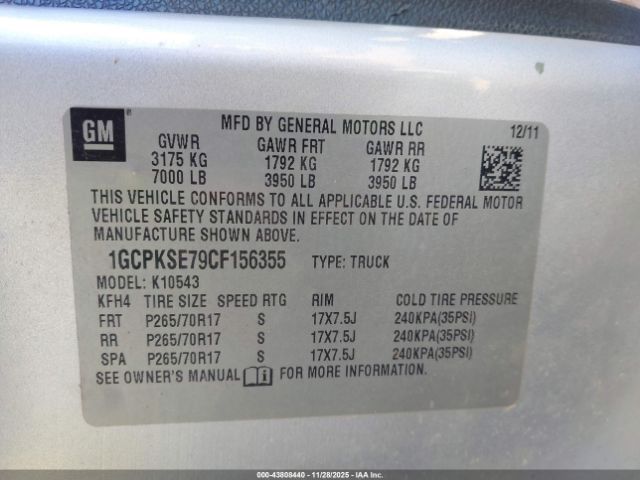 GM
MFD BY GENERAL MOTORS LLC 12/11
GVWR GAWR FRT GAWR RR
3175 KG 1792 KG 1792 KG
7000 LB 3950 LB 3950 LB
THIS VEHICLE CONFORMS TO ALL APPLICABLE U.S. FEDERAL MOTOR
VEHICLE SAFETY STANDARDS IN EFFECT ON THE DATE OF
MANUFACTURE SHOWN ABOVE.
1GCPKSE79CF156355 TYPE: TRUCK
MODEL: K10543
KFH4 TIRE SIZE SPEED RTG RIM COLD TIRE PRESSURE
FRT P265/70R17 S 17X7.5J 240KPA(35PSI)
RR P265/70R17 S 17X7.5J 240KPA(35PSI)
SPA P265/70R17 S 17X7.5J 240KPA(35PSI)
SEE OWNER'S MANUAL FOR MORE INFORMATION.
000-43808440 - 11/28/2025 - IAA, Inc.